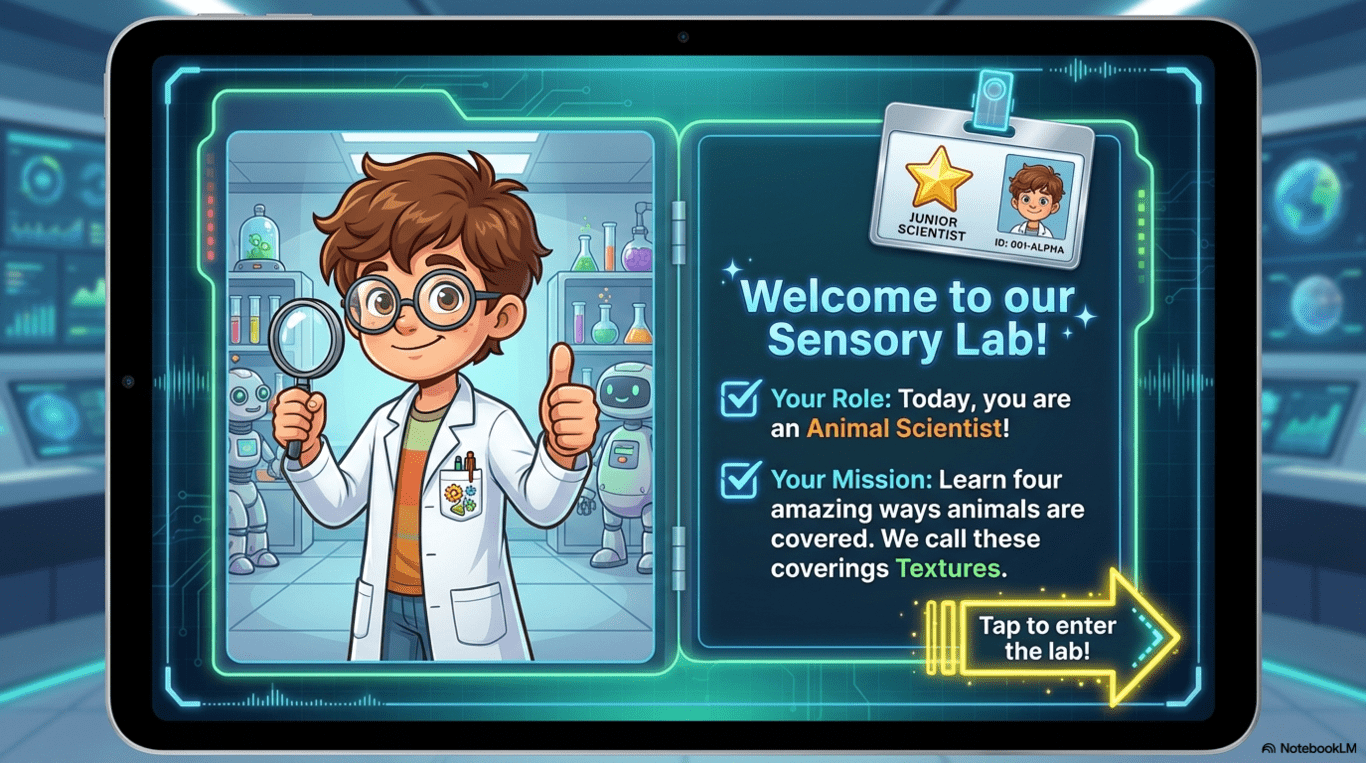 JUNIOR
SCIENTIST
ID: 001-ALPHA
Welcome to our
Sensory Lab!
Your Role: Today, you are
an Animal Scientist!
Your Mission: Learn four
amazing ways animals are
covered. We call these
coverings Textures.
Tap to enter
the lab!
NotebookLM